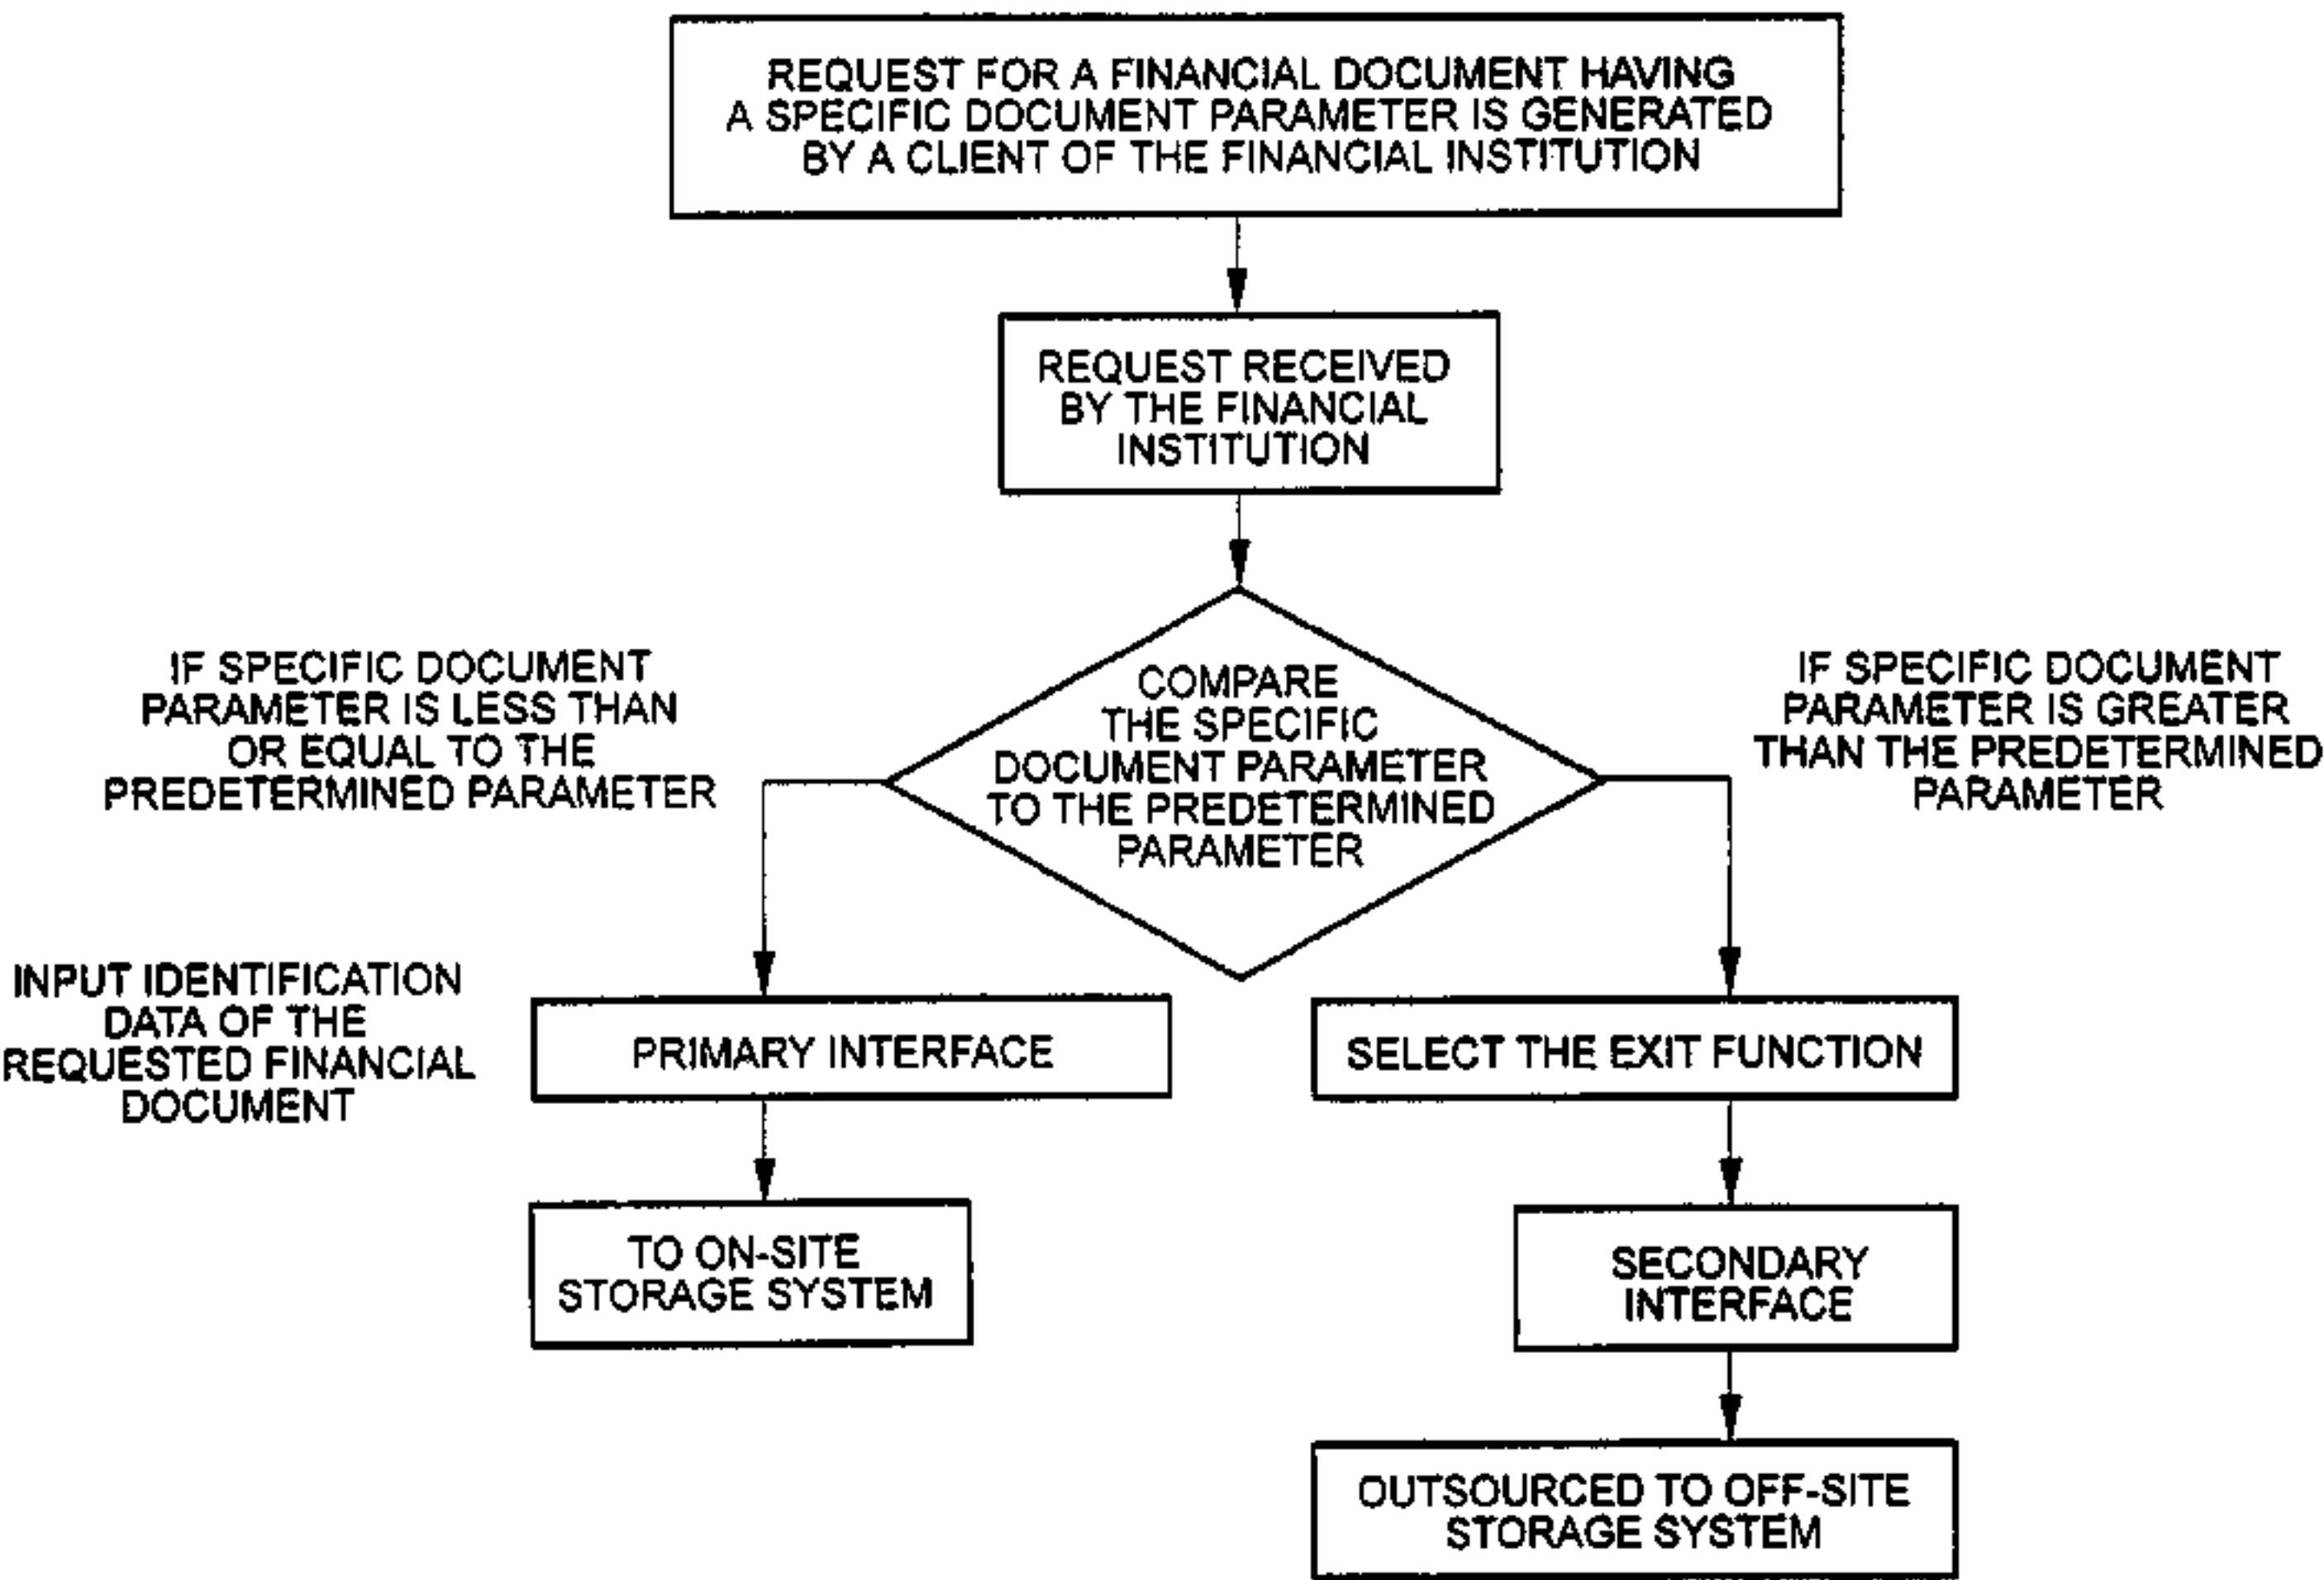 REQUEST FOR A FINANCIAL DOCUMENT HAVING
A SPECIFIC DOCUMENT PARAMETER IS GENERATED
BY A CLIENT OF THE FINANCIAL INSTITUTION
REQUEST RECEIVED
BY THE FINANCIAL
INSTITUTION
IF SPECIFIC DOCUMENT
PARAMETER IS LESS THAN
OR EQUAL TO THE
PREDETERMINED PARAMETER
COMPARE
THE SPECIFIC
DOCUMENT PARAMETER
TO THE PREDETERMINED
PARAMETER
IF SPECIFIC DOCUMENT
PARAMETER IS GREATER
THAN THE PREDETERMINED
PARAMETER
INPUT IDENTIFICATION
DATA OF THE
REQUESTED FINANCIAL
DOCUMENT
PRIMARY INTERFACE
SELECT THE EXIT FUNCTION
TO ON-SITE
STORAGE SYSTEM
SECONDARY
INTERFACE
OUTSOURCED TO OFF-SITE
STORAGE SYSTEM